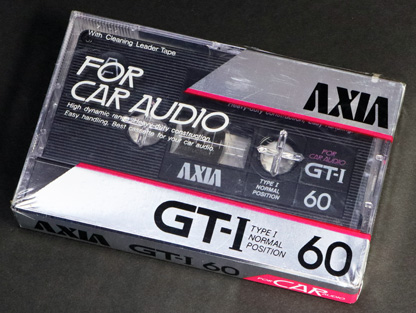 With Cleaning Leader Tape
FOR
CAR AUDIO
High dynamic range. Heavy-duty construction.
Easy handling. Best cassette for your car audio.
AXIA
AXIA
FOR
CAR AUDIO
GT-I
TYPE I
NORMAL
POSITION
60
GT-I
TYPE I
NORMAL
POSITION
60
AXIA
GT-I 60
FOR CAR AUDIO